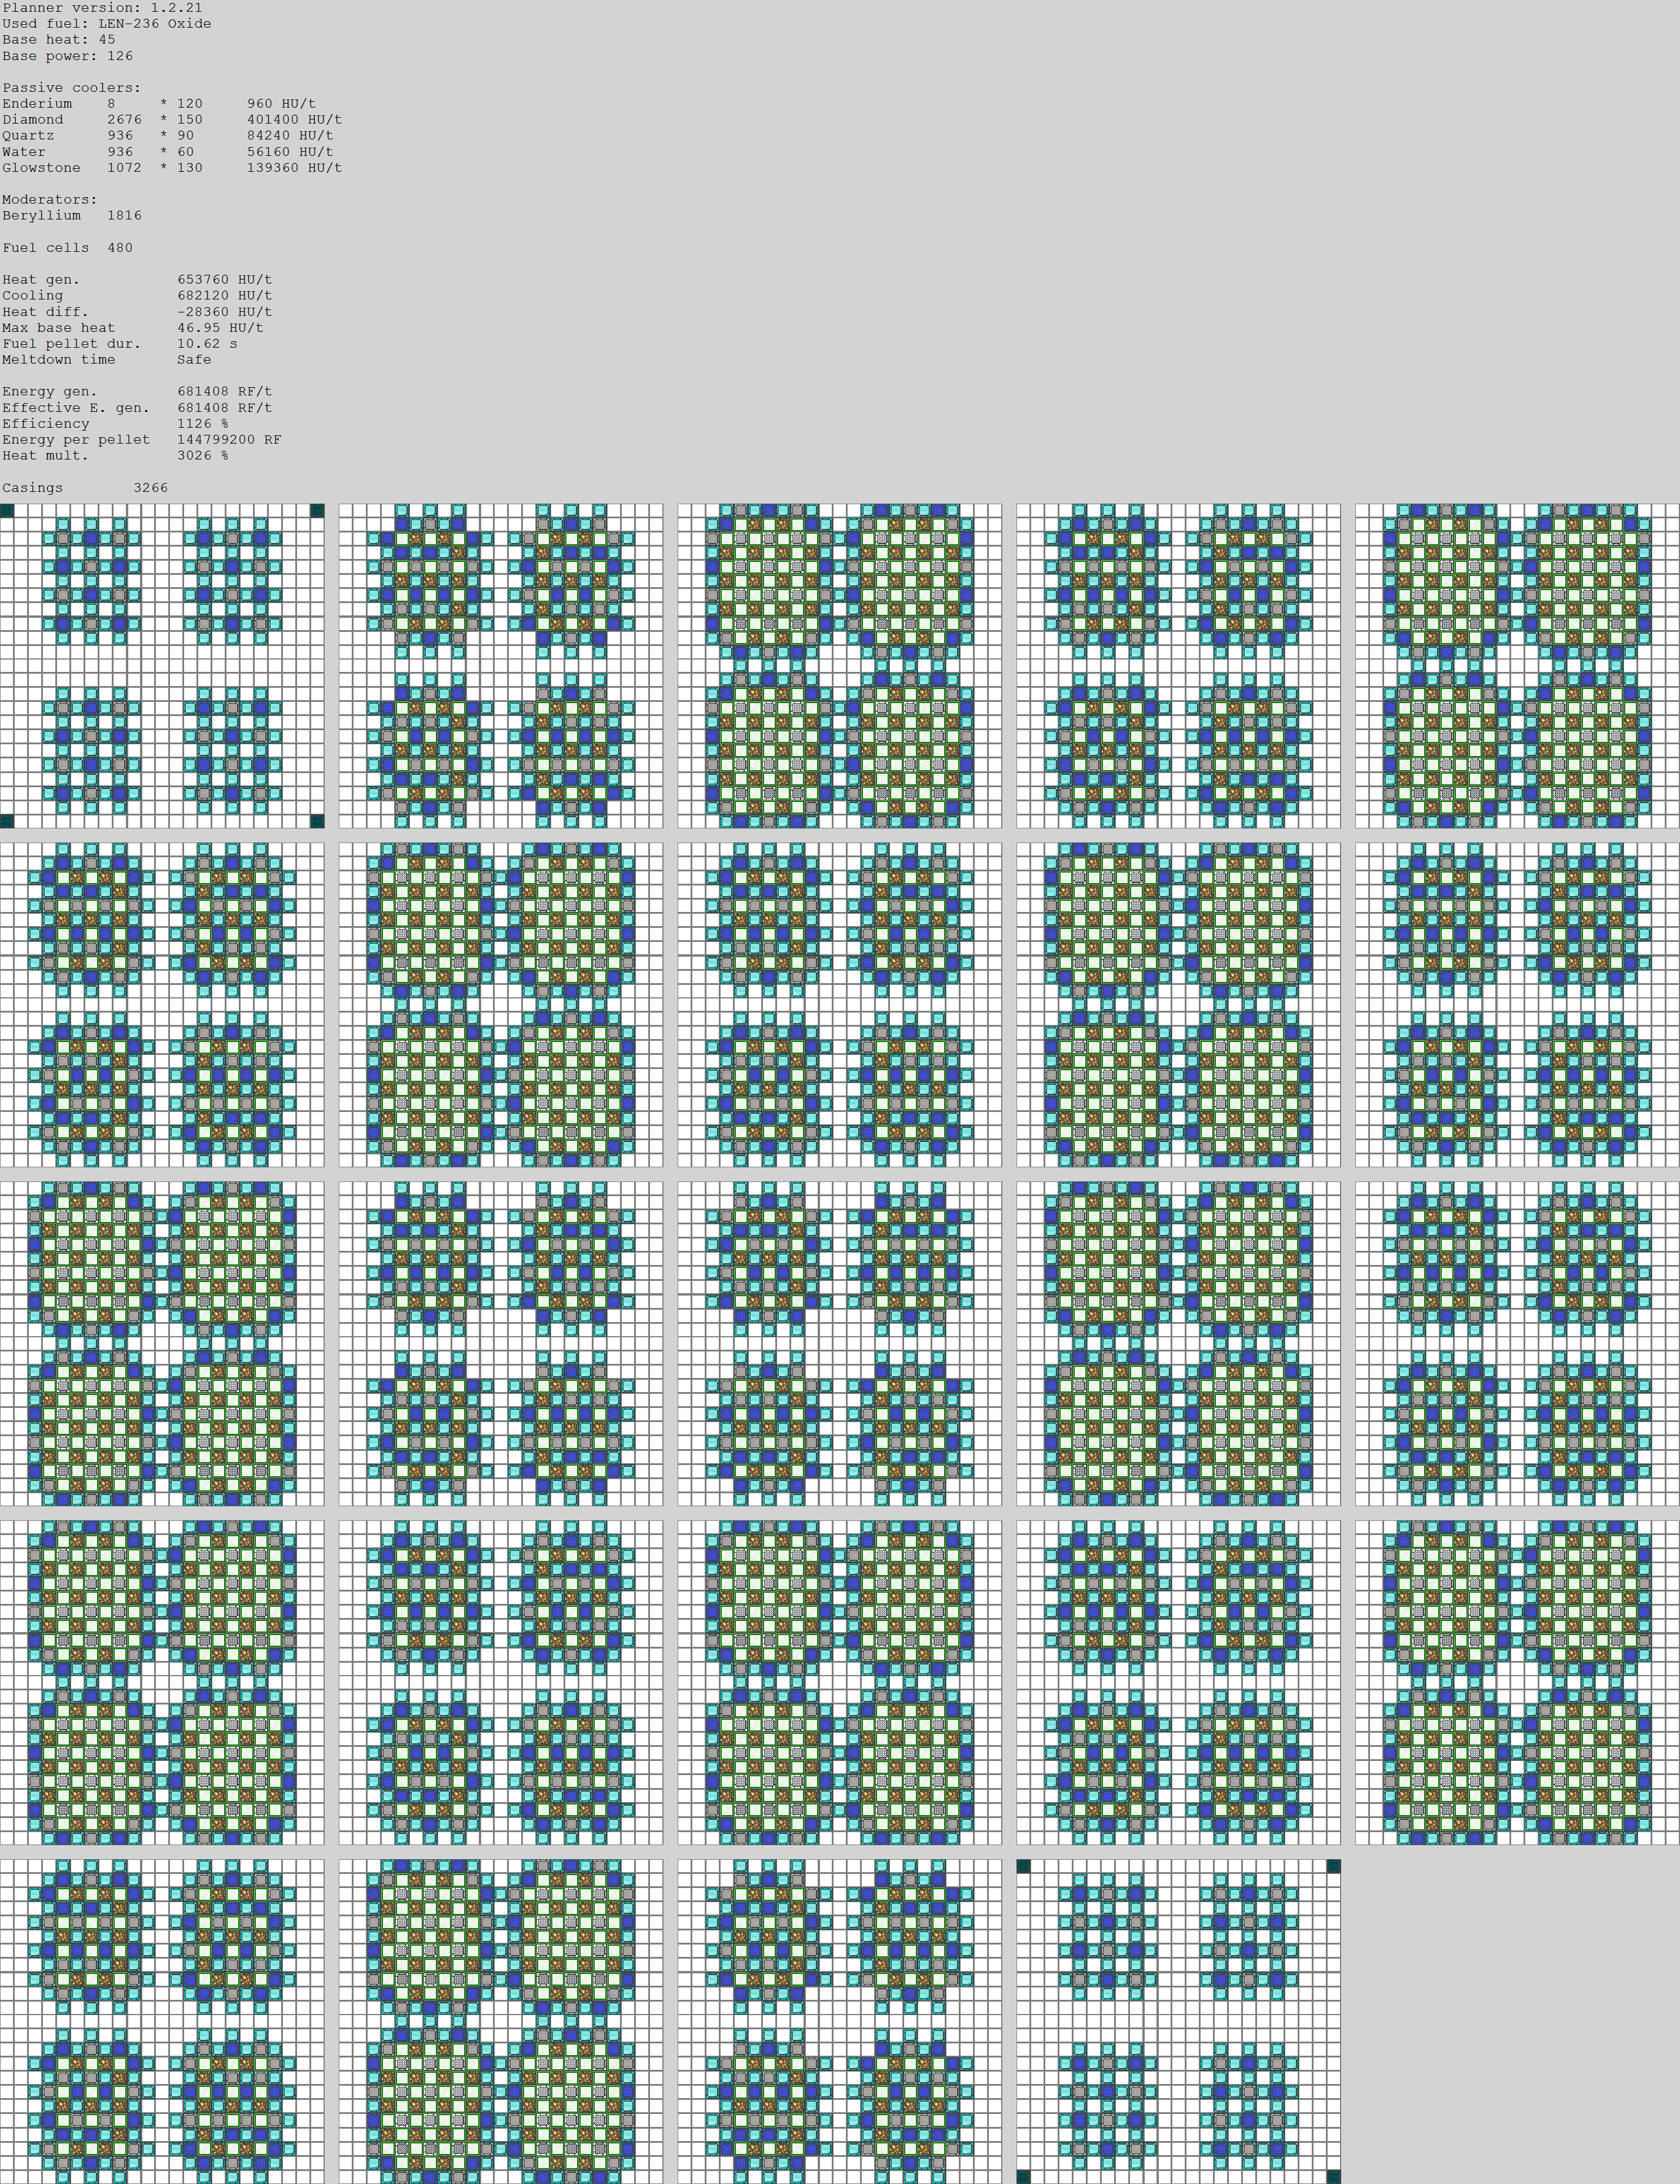 Planner version: 1.2.21
Used fuel: LEN-236 Oxide
Base heat: 45
Base power: 126
Passive coolers:
Enderium 8 * 120 960 HU/t
Diamond 2676 * 150 401400 HU/t
Quartz 936 * 90 84240 HU/t
Water 936 * 60 56160 HU/t
Glowstone 1072 * 130 139360 HU/t
Moderators:
Beryllium 1816
Fuel cells 480
Heat gen. 653760 HU/t
Cooling 682120 HU/t
Heat diff. -28360 HU/t
Max base heat 46.95 HU/t
Fuel pellet dur. 10.62 s
Meltdown time Safe
Energy gen. 681408 RF/t
Effective E. gen. 681408 RF/t
Efficiency 1126 %
Energy per pellet 144799200 RF
Heat mult. 3026 %
Casings 3266